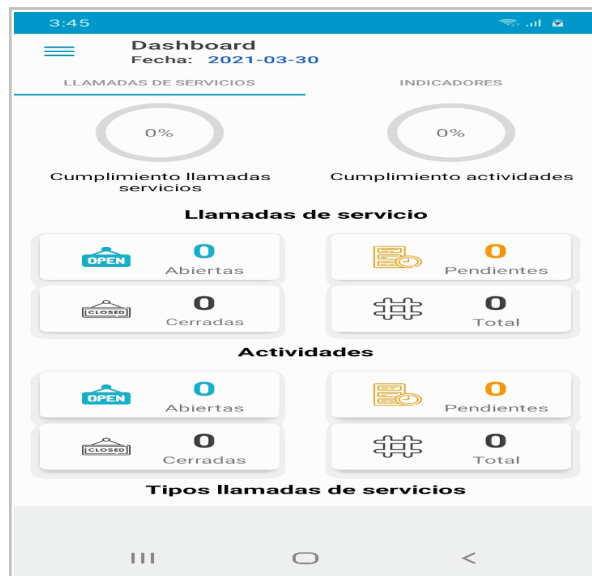 3:45
Dashboard
Fecha: 2021-03-30
LLAMADAS DE SERVICIOS INDICADORES
0% 0%
Cumplimiento llamadas servicios Cumplimiento actividades
Llamadas de servicio
OPEN 0 Abiertas 0 Pendientes
CLOSED 0 Cerradas 0 Total
Actividades
OPEN 0 Abiertas 0 Pendientes
CLOSED 0 Cerradas 0 Total
Tipos llamadas de servicios